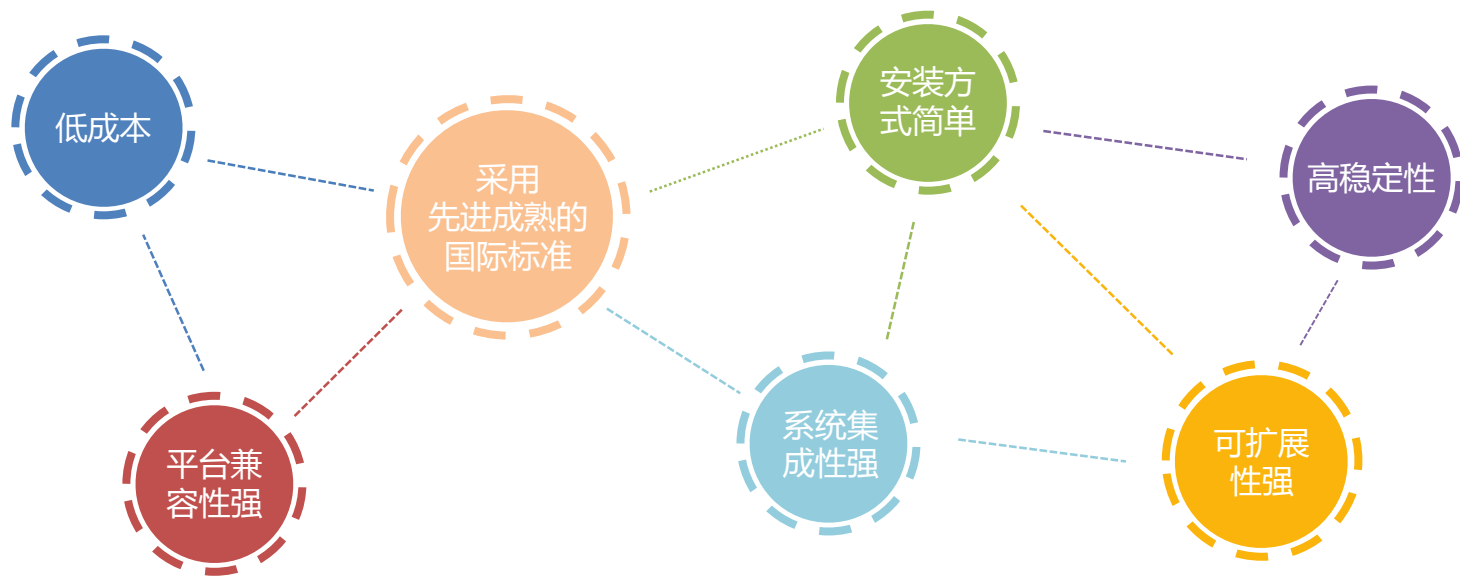 低成本
采用
先进成熟的
国际标准
安装方
式简单
高稳定性
平台兼
容性强
系统集
成性强
可扩展
性强